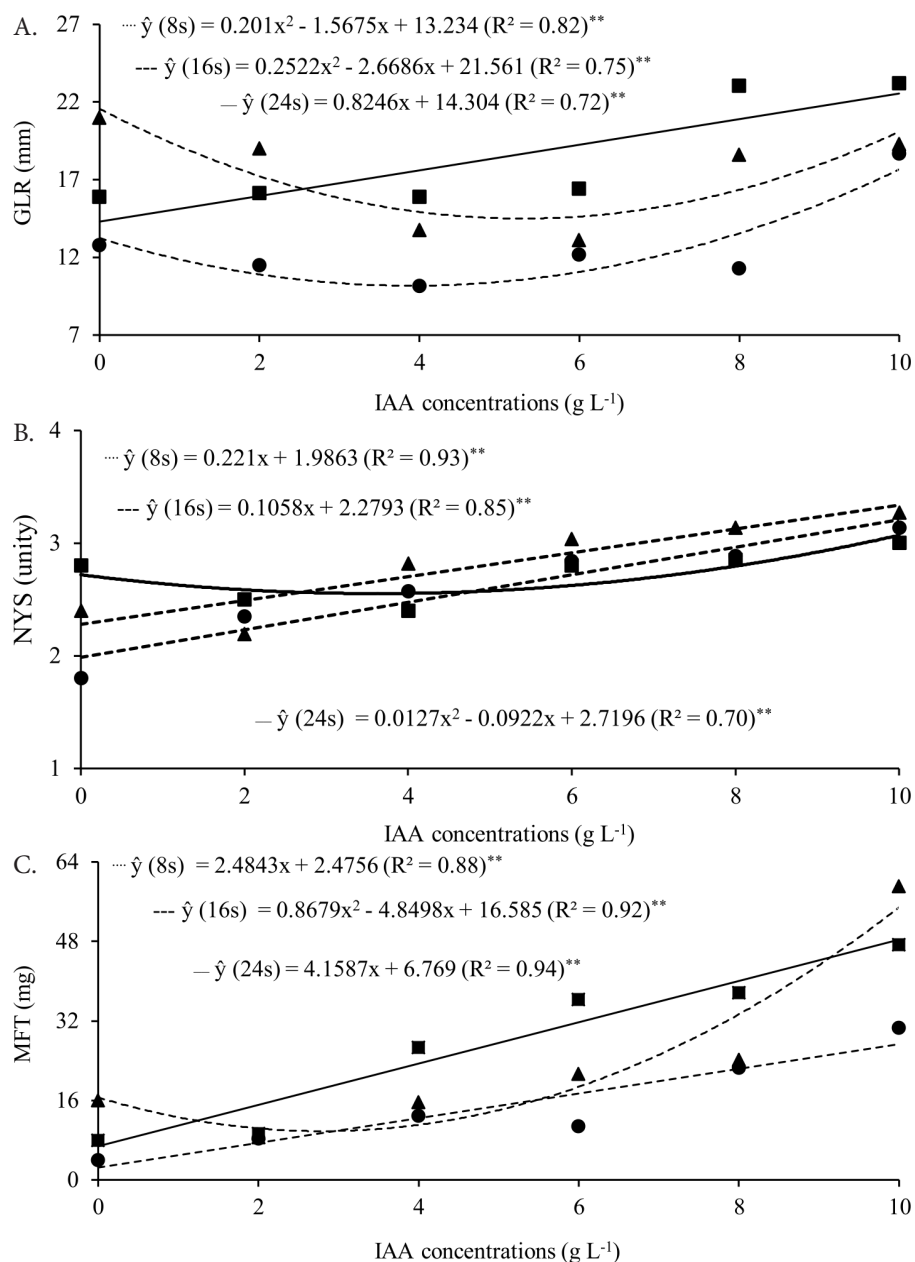 A.
27
22
17
12
7
GLR (mm)
···· ŷ (8s) = 0.201x² - 1.5675x + 13.234 (R² = 0.82)**
--- ŷ (16s) = 0.2522x² - 2.6686x + 21.561 (R² = 0.75)**
— ŷ (24s) = 0.8246x + 14.304 (R² = 0.72)**
0 2 4 6 8 10
IAA concentrations (g L⁻¹)
B.
4
3
2
1
NYS (unity)
···· ŷ (8s) = 0.221x + 1.9863 (R² = 0.93)**
--- ŷ (16s) = 0.1058x + 2.2793 (R² = 0.85)**
— ŷ (24s) = 0.0127x² - 0.0922x + 2.7196 (R² = 0.70)**
0 2 4 6 8 10
IAA concentrations (g L⁻¹)
C.
64
48
32
16
0
MFT (mg)
···· ŷ (8s) = 2.4843x + 2.4756 (R² = 0.88)**
--- ŷ (16s) = 0.8679x² - 4.8498x + 16.585 (R² = 0.92)**
— ŷ (24s) = 4.1587x + 6.769 (R² = 0.94)**
0 2 4 6 8 10
IAA concentrations (g L⁻¹)